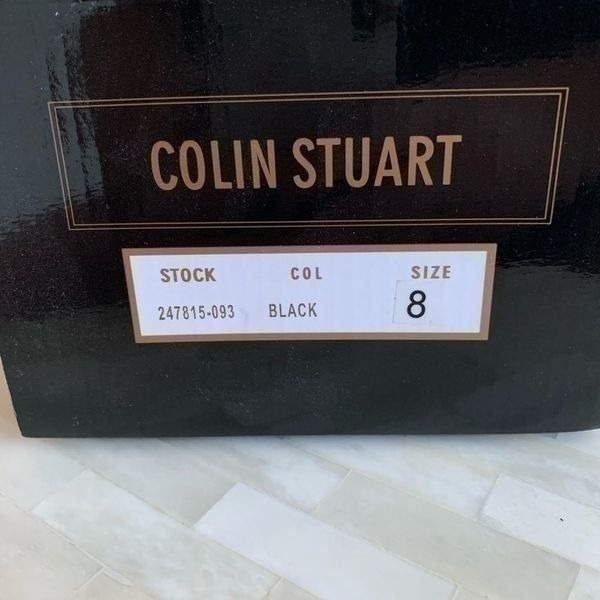 COLIN STUART
STOCK COL SIZE
247815-093 BLACK 8